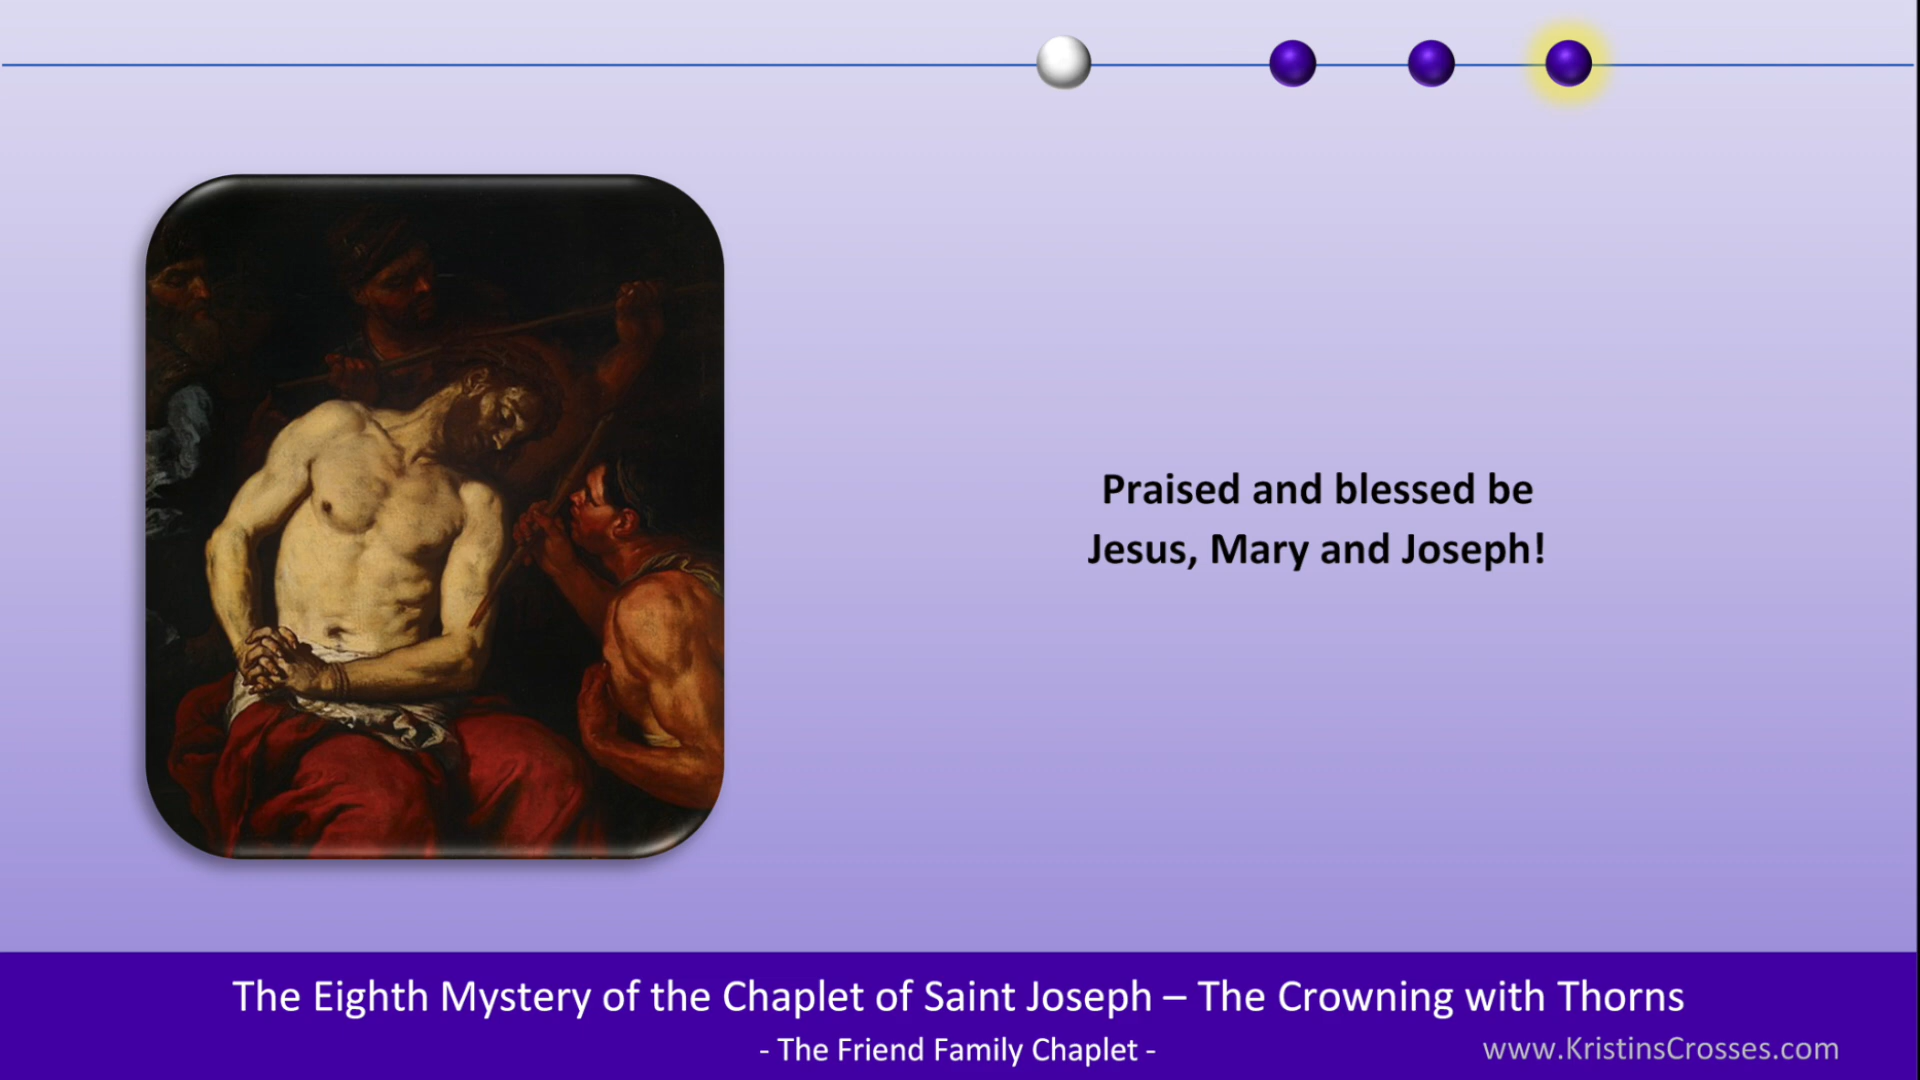 Praised and blessed be
Jesus, Mary and Joseph!
The Eighth Mystery of the Chaplet of Saint Joseph – The Crowning with Thorns
- The Friend Family Chaplet -
www.KristinsCrosses.com